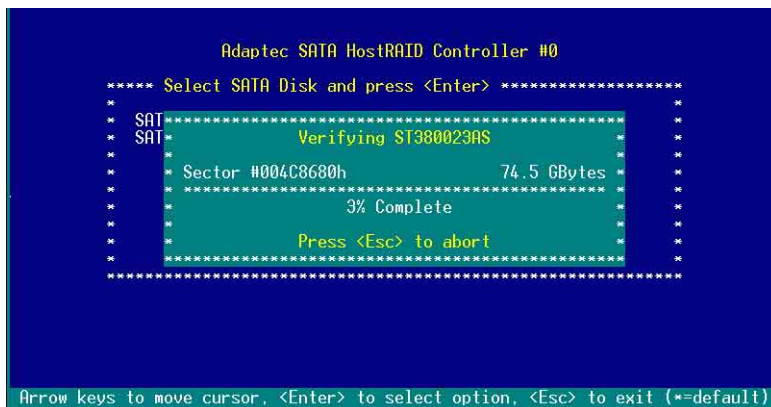 Adaptec SATA HostRAID Controller #0
Select SATA Disk and press <Enter>
SAT
SAT
Verifying ST380023AS
Sector #004C8680h 74.5 GBytes
3% Complete
Press <Esc> to abort
Arrow keys to move cursor, <Enter> to select option, <Esc> to exit (*=default)